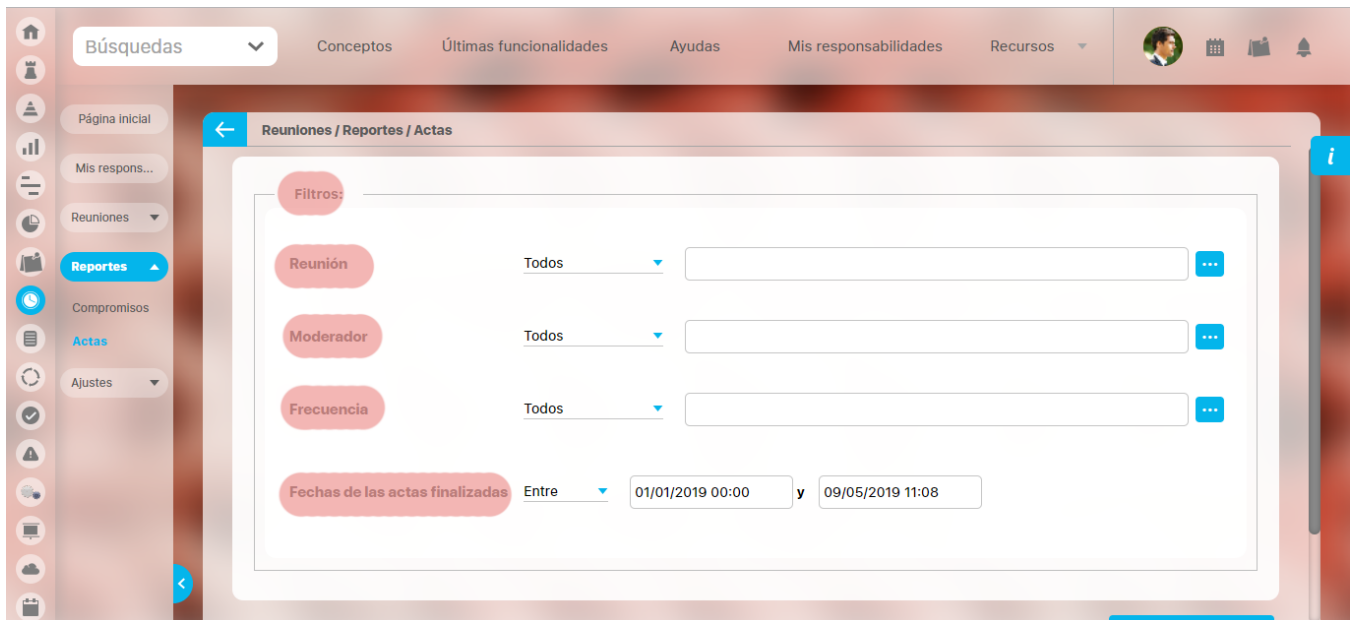 Búsquedas
Conceptos
Últimas funcionalidades
Ayudas
Mis responsabilidades
Recursos
Página inicial
Mis respons...
Reuniones
Reportes
Compromisos
Actas
Ajustes
Reuniones / Reportes / Actas
i
Filtros:
Reunión Todos
Moderador Todos
Frecuencia Todos
Fechas de las actas finalizadas Entre 01/01/2019 00:00 y 09/05/2019 11:08